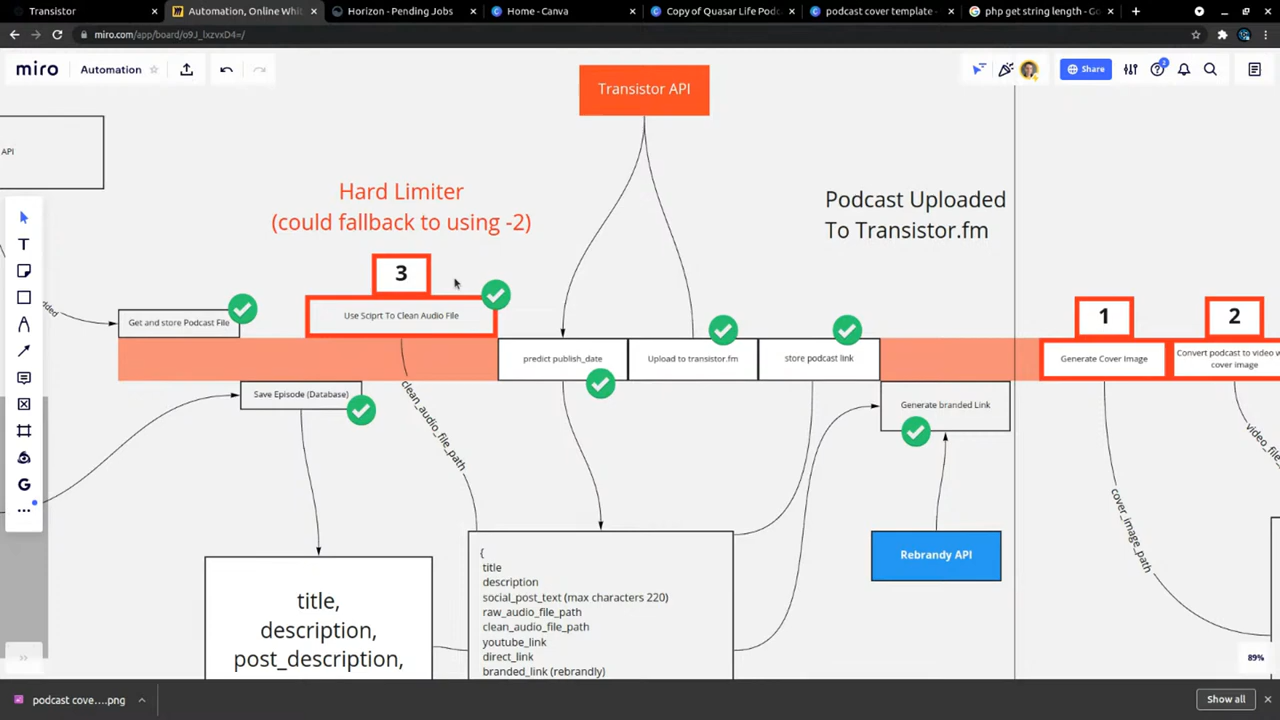 Transistor
Automation, Online Whit
Horizon - Pending Jobs
Home - Canva
Copy of Quasar Life Podc
podcast cover template -
php get string length - Go
miro.com/app/board/o9J_lxzvxD4=/
miro
Automation
Share
2
Transistor API
API
Hard Limiter
(could fallback to using -2)
Podcast Uploaded
To Transistor.fm
3
Use Sciprt To Clean Audio File
1
2
Get and store Podcast File
predict publish_date
Upload to transistor.fm
store podcast link
Generate Cover Image
Convert podcast to video w
cover image
Save Episode (Database)
Generate branded Link
clean_audio_file_path
video_file
cover_image_path
Rebrandy API
title,
description,
post_description,
{
title
description
social_post_text (max characters 220)
raw_audio_file_path
clean_audio_file_path
youtube_link
direct_link
branded_link (rebrandly)
89%
podcast cove....png
Show all